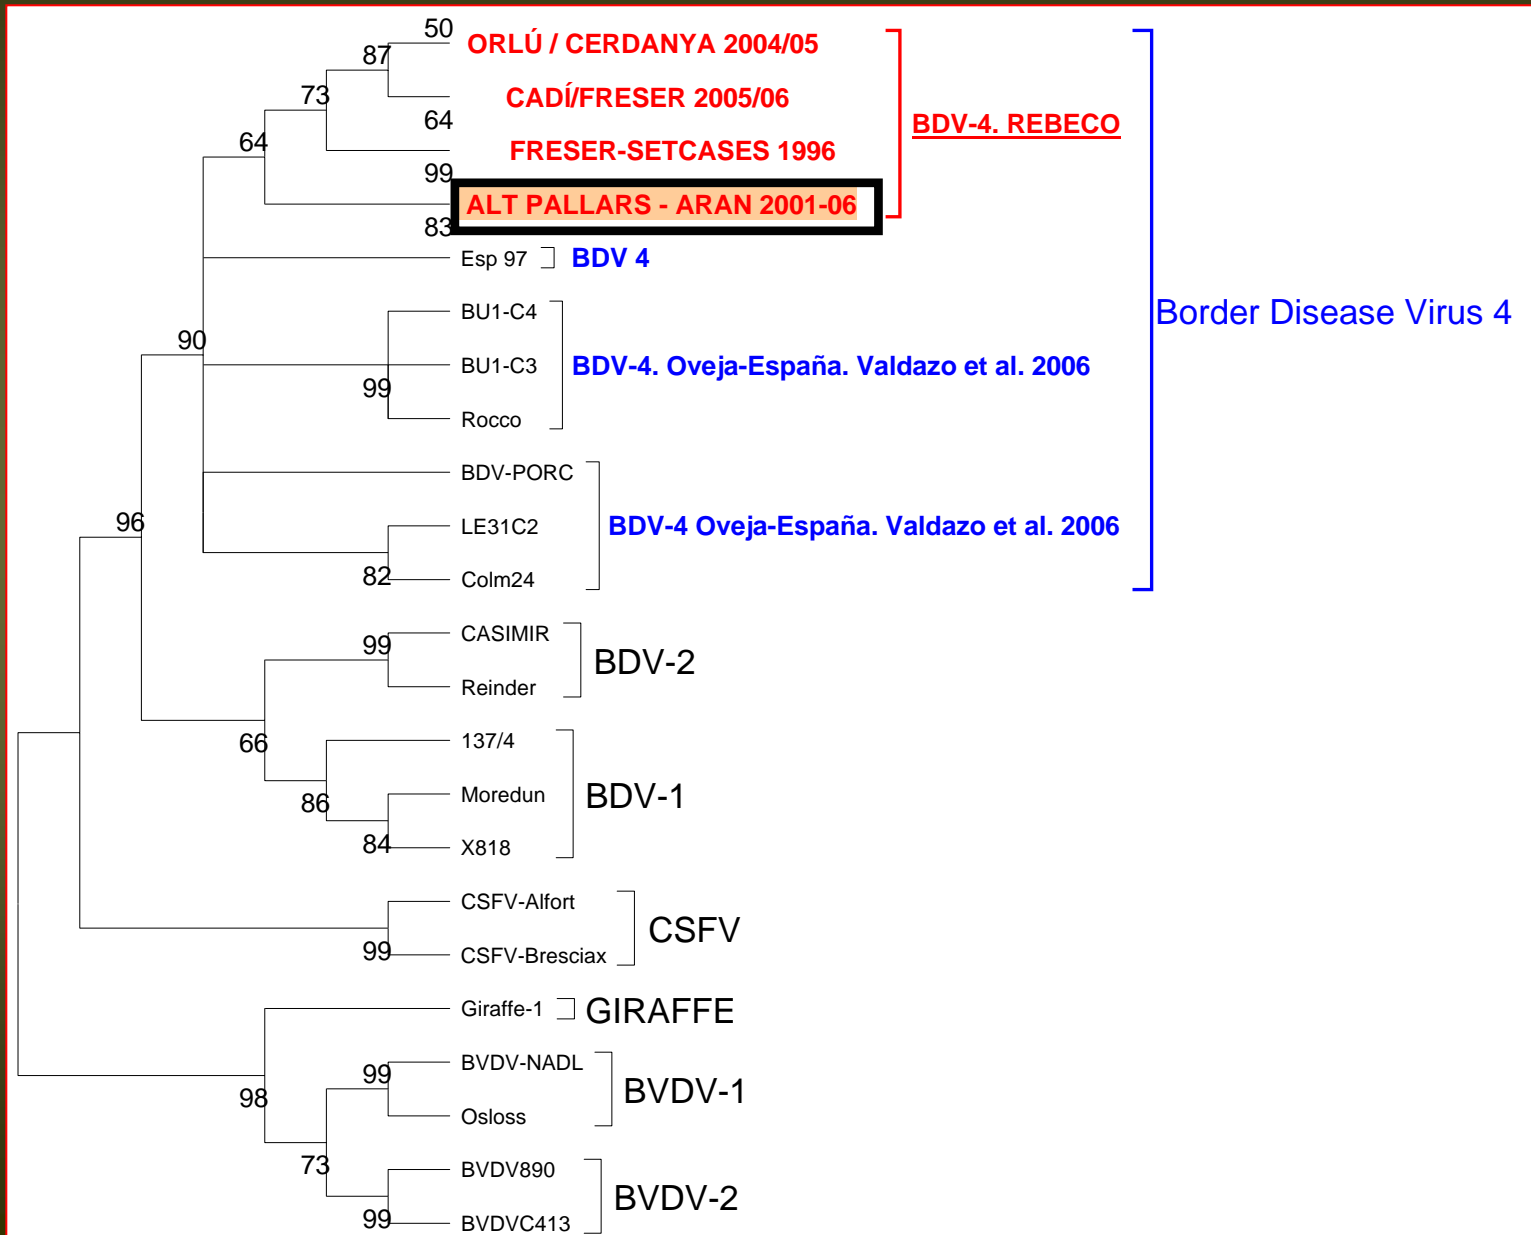 50
ORLÚ / CERDANYA 2004/05
87
73
CADÍ/FRESER 2005/06
64
BDV-4. REBECO
64
FRESER-SETCASES 1996
99
ALT PALLARS - ARAN 2001-06
83
Esp 97
BDV 4
BU1-C4
Border Disease Virus 4
90
BU1-C3
BDV-4. Oveja-España. Valdazo et al. 2006
99
Rocco
BDV-PORC
96
LE31C2
BDV-4 Oveja-España. Valdazo et al. 2006
82
Colm24
CASIMIR
99
BDV-2
Reinder
66
137/4
Moredun
BDV-1
86
84
X818
CSFV-Alfort
CSFV
99
CSFV-Bresciax
Giraffe-1
GIRAFFE
BVDV-NADL
99
BVDV-1
98
Osloss
73
BVDV890
BVDV-2
99
BVDVC413